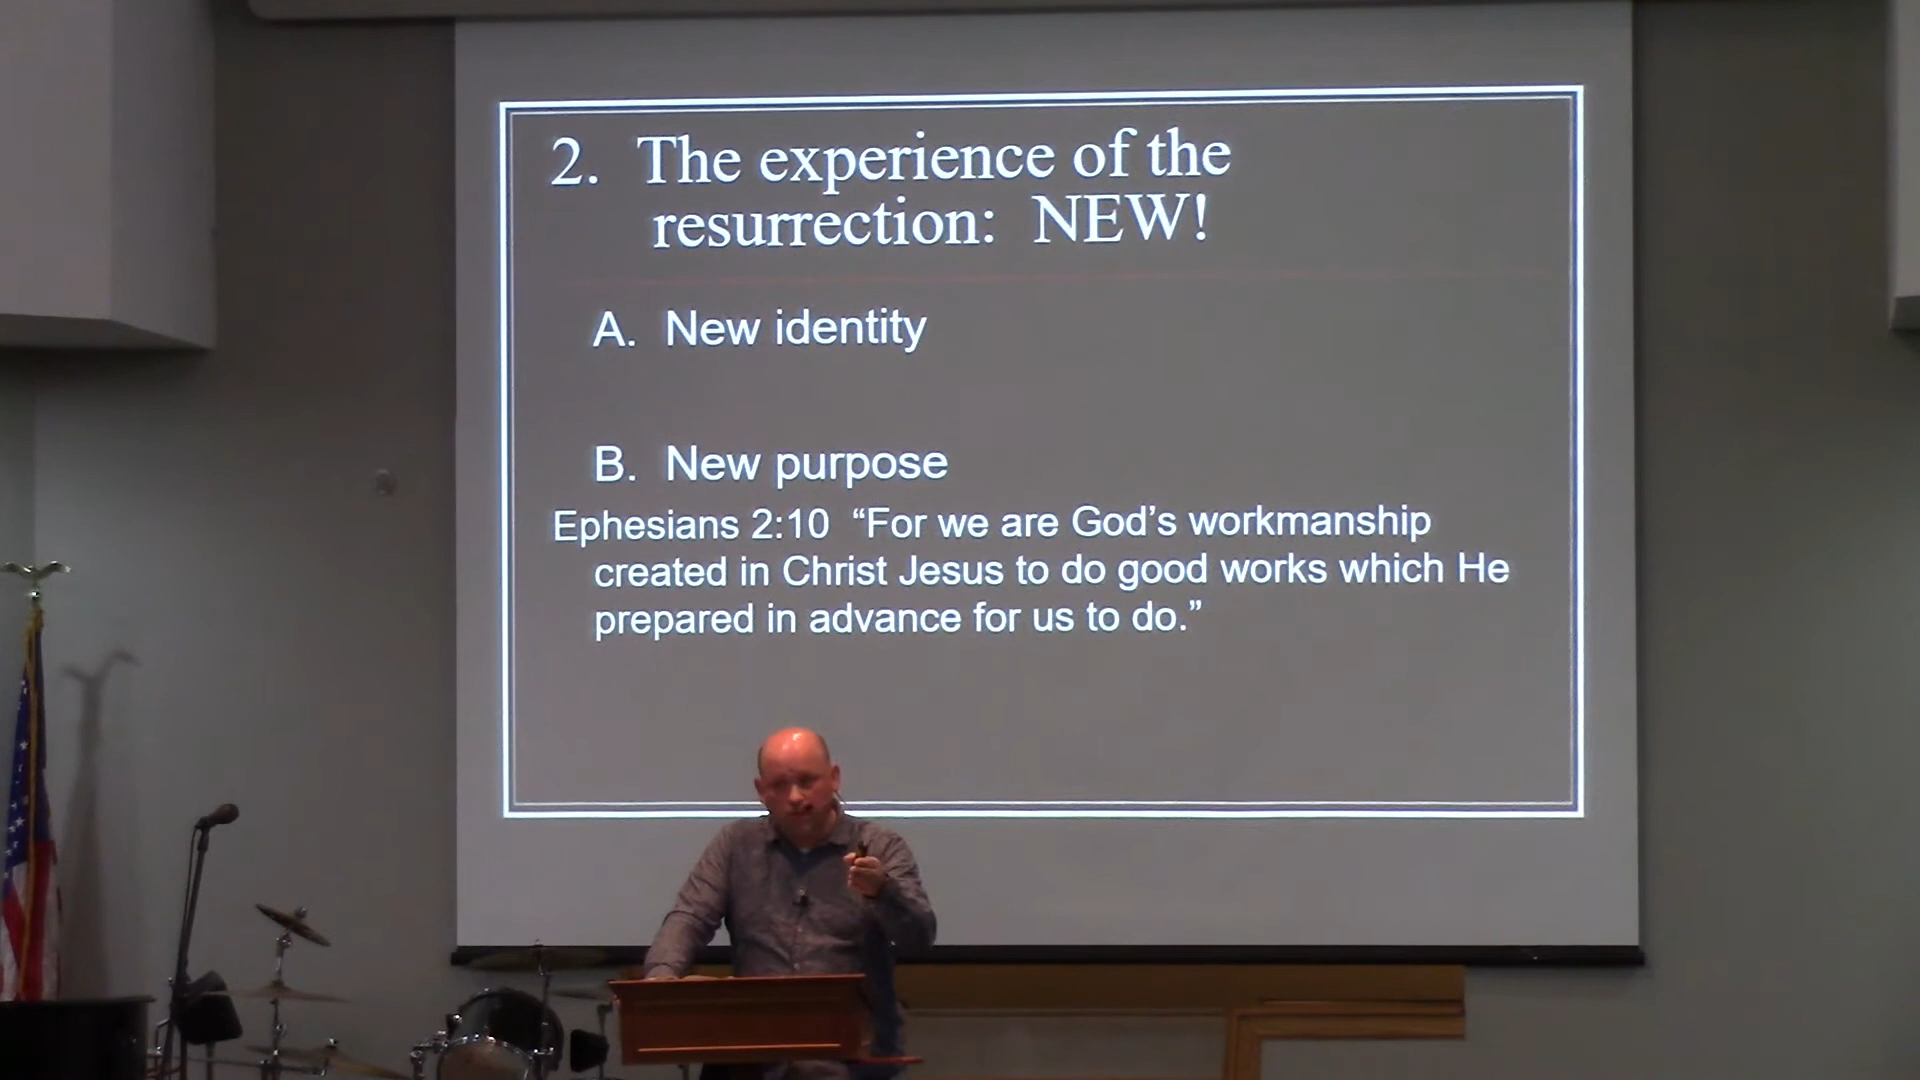 2. The experience of the
resurrection: NEW!
A. New identity
B. New purpose
Ephesians 2:10 “For we are God’s workmanship
created in Christ Jesus to do good works which He
prepared in advance for us to do.”